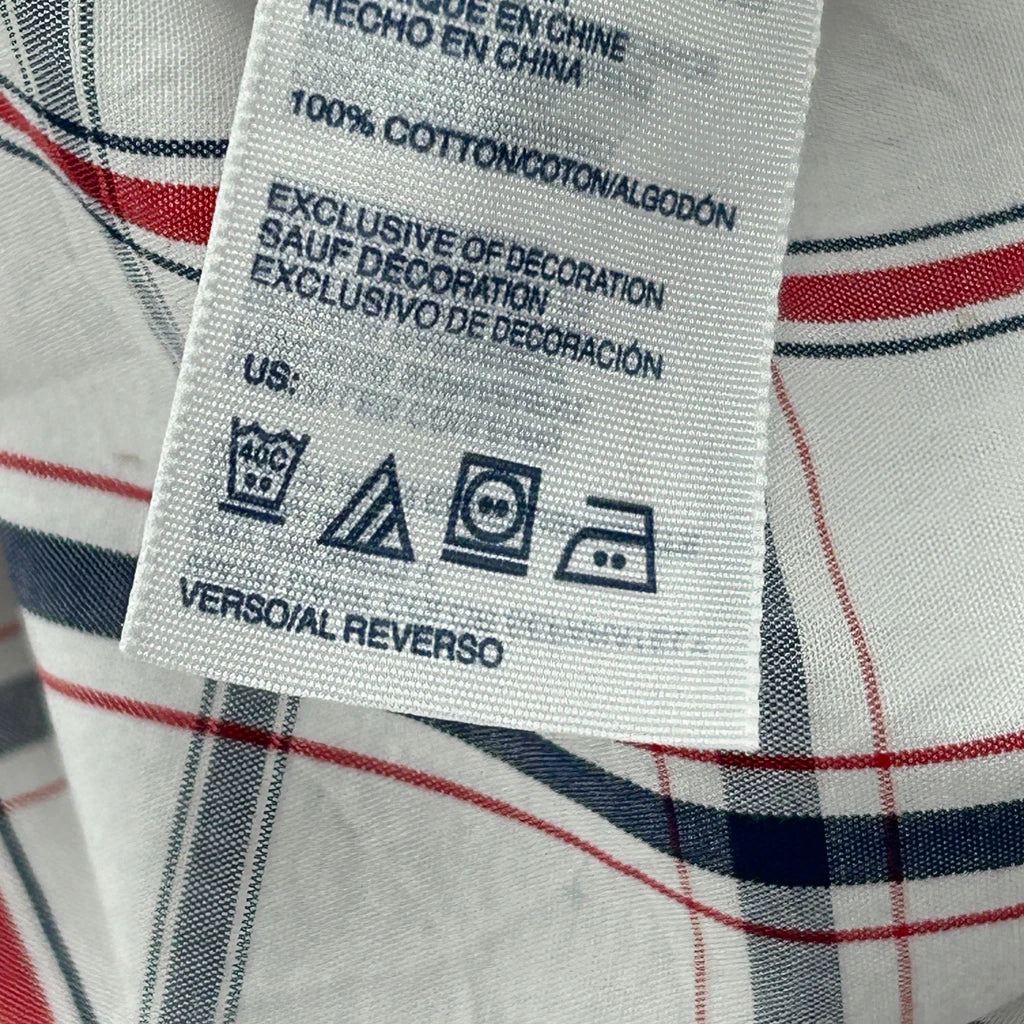 QUE EN CHINE
HECHO EN CHINA
100% COTTON/COTON/ALGODÓN
EXCLUSIVE OF DECORATION
SAUF DÉCORATION
EXCLUSIVO DE DECORACIÓN
US:
40C
VERSO/AL REVERSO